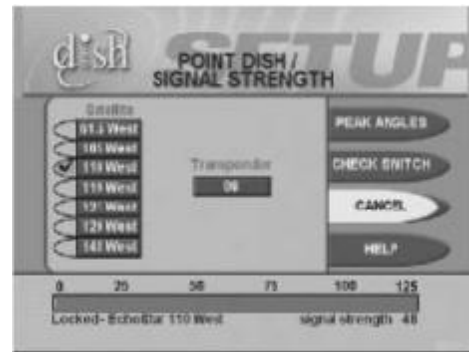 dish
SETUP
POINT DISH /
SIGNAL STRENGTH
Satellite
61.5 West
105 West
110 West
119 West
121 West
129 West
148 West
Transponder
PEAK ANGLES
CHECK SWITCH
CANCEL
HELP
0 25 50 75 100 125
Locked- EchoStar 110 West signal strength 48